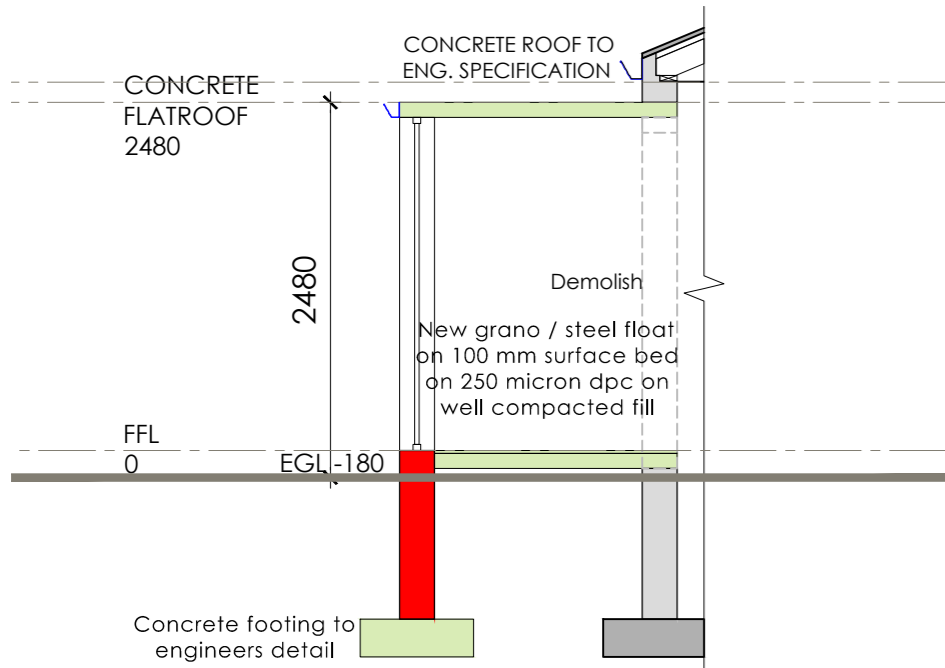 CONCRETE ROOF TO
ENG. SPECIFICATION
CONCRETE
FLATROOF
2480
2480
Demolish
New grano / steel float
on 100 mm surface bed
on 250 micron dpc on
well compacted fill
FFL
0
EGL -180
Concrete footing to
engineers detail